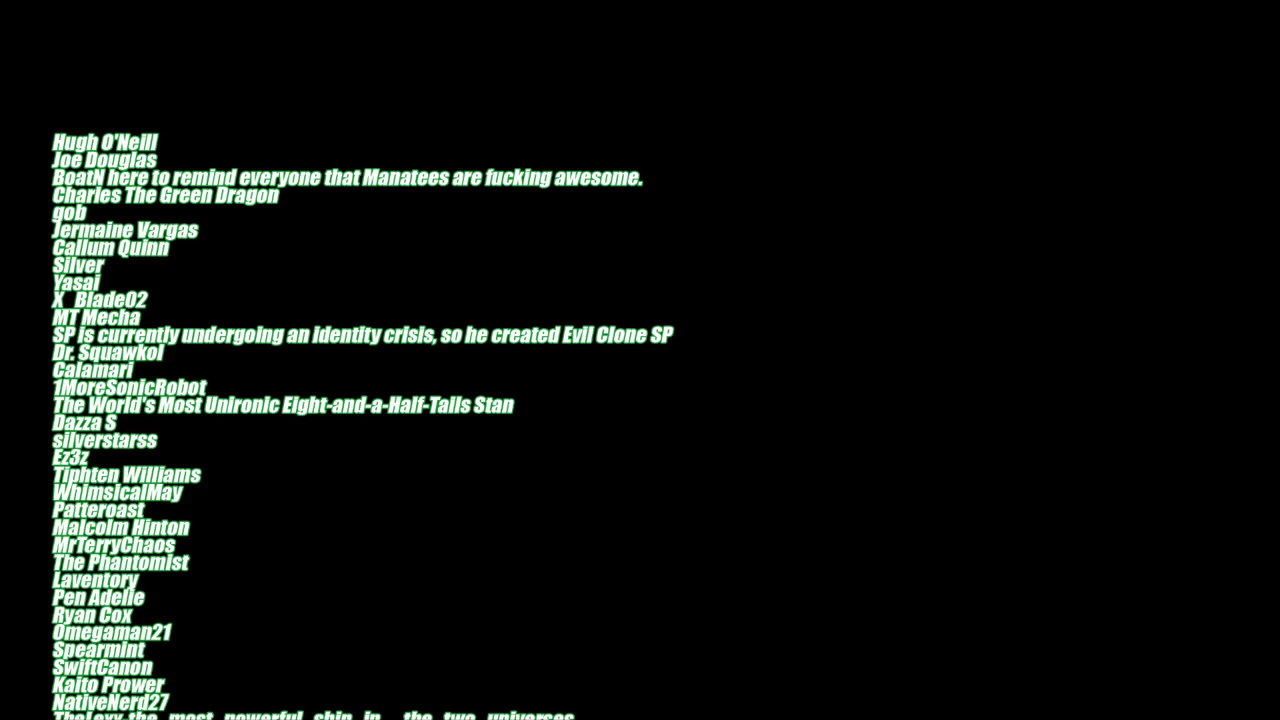 Hugh O'Neill
Joe Douglas
BoatN here to remind everyone that Manatees are fucking awesome.
Charles The Green Dragon
gob
Jermaine Vargas
Callum Quinn
Silver
Yasai
X_Blade02
MT Mecha
SP is currently undergoing an identity crisis, so he created Evil Clone SP
Dr. Squawkol
Calamari
1MoreSonicRobot
The World's Most Unironic Eight-and-a-Half-Tails Stan
Dazza S
silverstarss
Ez3z
Tiphten Williams
WhimsicalMay
Patteroast
Malcolm Hinton
MrTerryChaos
The Phantomist
Laventory
Pen Adelie
Ryan Cox
Omegaman21
Spearmint
SwiftCanon
Kaito Prower
NativeNerd27
TheLexx_the_most_powerful_ship_in__the_two_universes